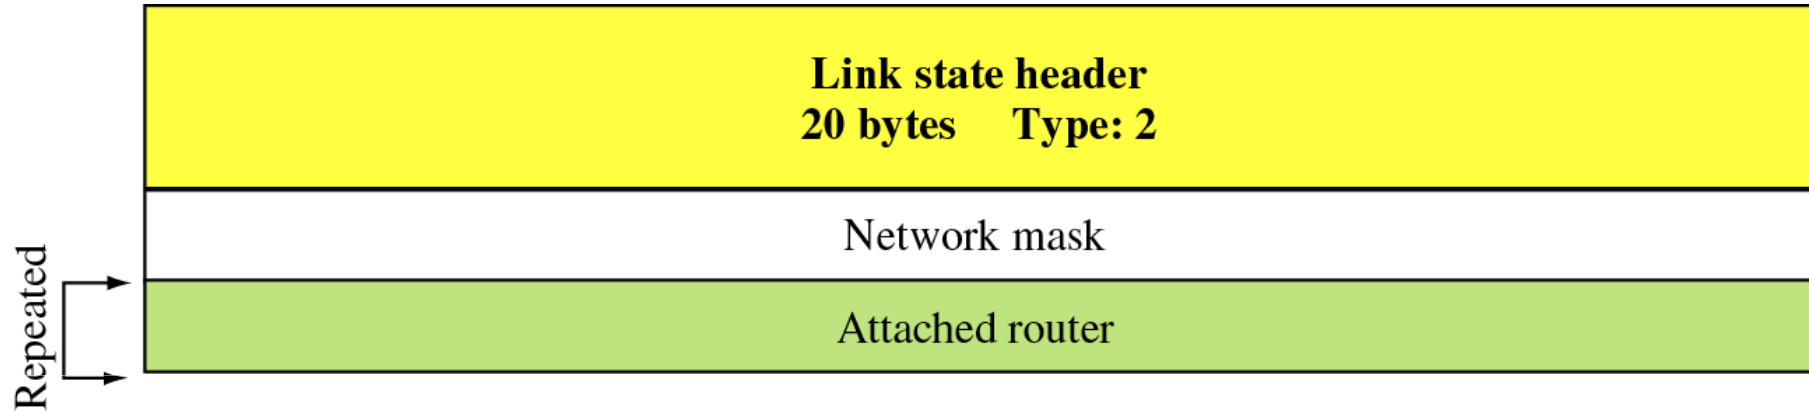 Link state header
20 bytes Type: 2
Network mask
Attached router
Repeated